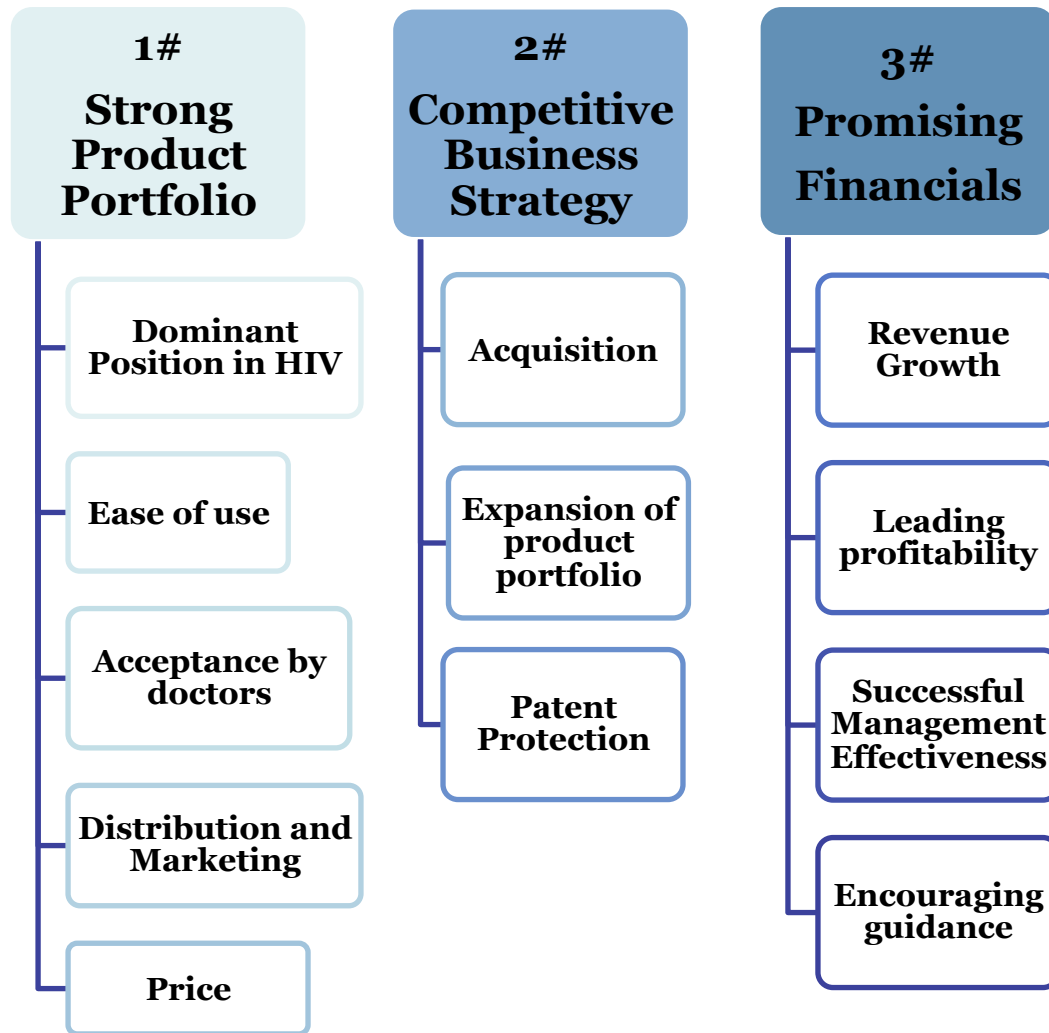 1#
Strong
Product
Portfolio
Dominant
Position in HIV
Ease of use
Acceptance by
doctors
Distribution and
Marketing
Price
2#
Competitive
Business
Strategy
Acquisition
Expansion of
product
portfolio
Patent
Protection
3#
Promising
Financials
Revenue
Growth
Leading
profitability
Successful
Management
Effectiveness
Encouraging
guidance